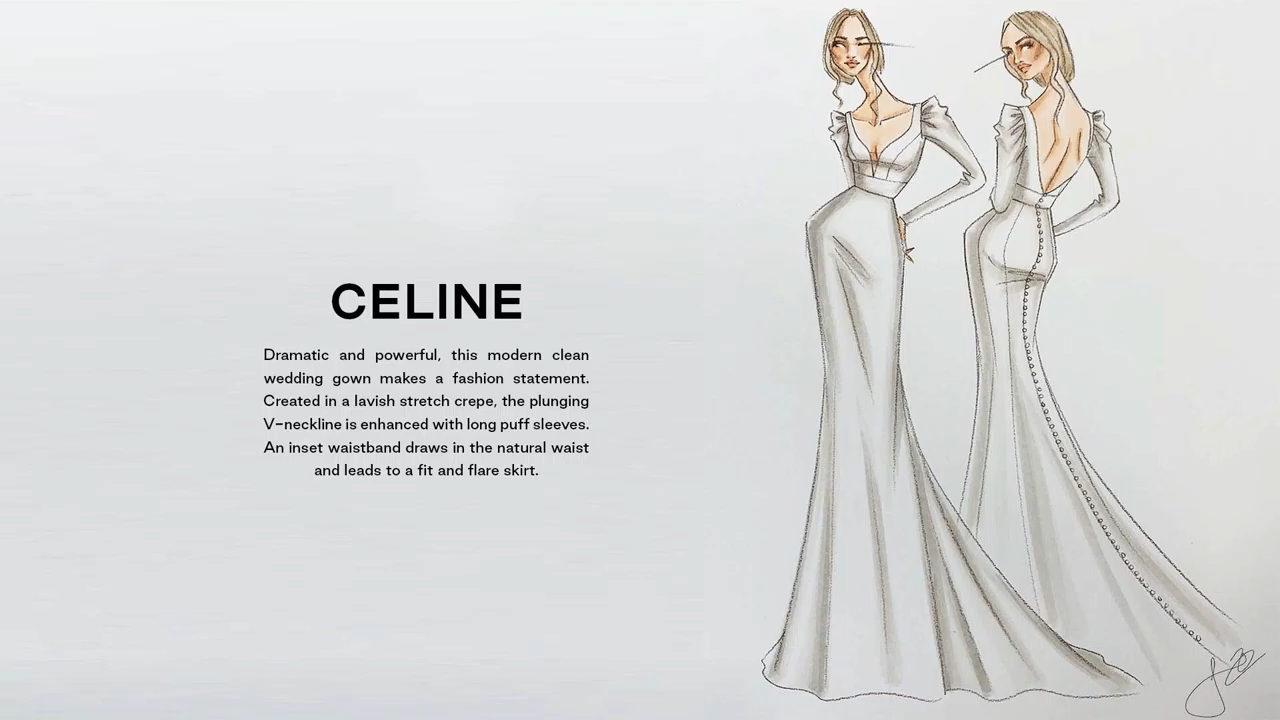 CELINE
Dramatic and powerful, this modern clean
wedding gown makes a fashion statement.
Created in a lavish stretch crepe, the plunging
V-neckline is enhanced with long puff sleeves.
An inset waistband draws in the natural waist
and leads to a fit and flare skirt.